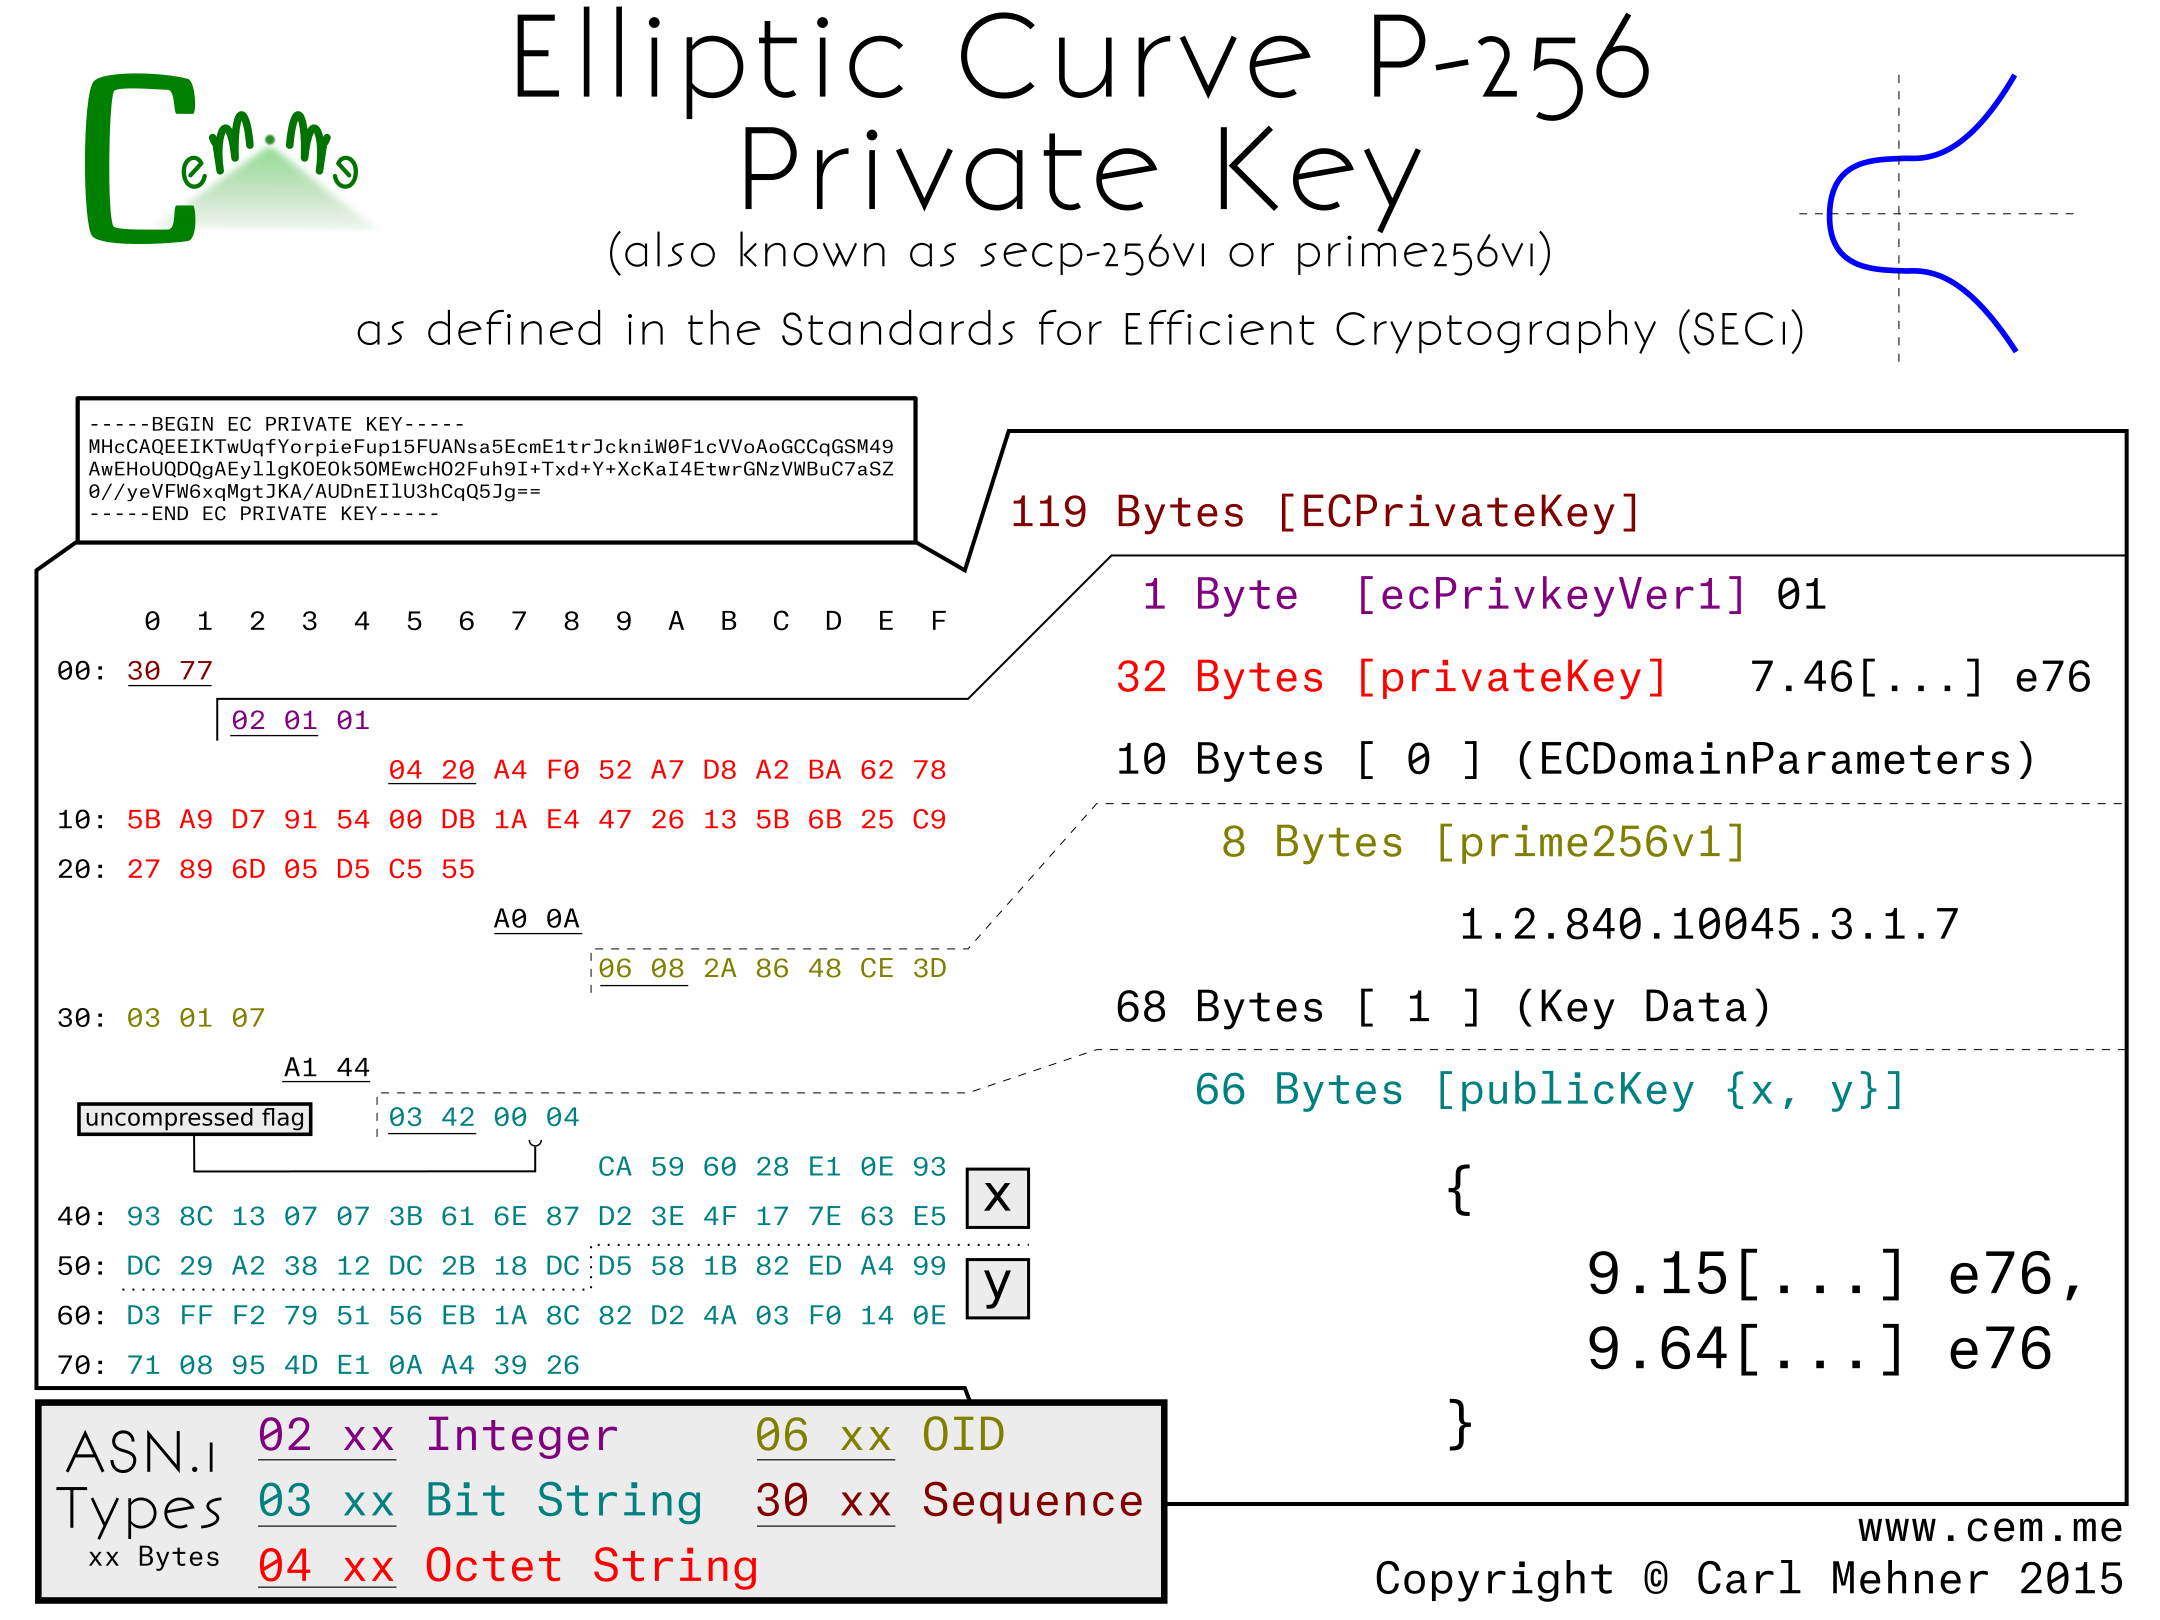 Cem.me
Elliptic Curve P-256
Private Key
(also known as secp-256v1 or prime256v1)
as defined in the Standards for Efficient Cryptography (SEC1)
-----BEGIN EC PRIVATE KEY-----
MHcCAQEEIKTwUqfYorpieFup15FUANsa5EcmE1trJckniW0F1cVVoAoGCCqGSM49
AwEHoUQDQgAEyllgKOEOk5OMEwcHO2Fuh9I+Txd+Y+XcKaI4EtwrGNzVWBuC7aSZ
0//yeVFW6xqMgtJKA/AUDnEIlU3hCqQ5Jg==
-----END EC PRIVATE KEY-----
0 1 2 3 4 5 6 7 8 9 A B C D E F
00: 30 77
02 01 01
04 20 A4 F0 52 A7 D8 A2 BA 62 78
10: 5B A9 D7 91 54 00 DB 1A E4 47 26 13 5B 6B 25 C9
20: 27 89 6D 05 D5 C5 55
A0 0A
06 08 2A 86 48 CE 3D
30: 03 01 07
A1 44
uncompressed flag
03 42 00 04
CA 59 60 28 E1 0E 93
x
40: 93 8C 13 07 07 3B 61 6E 87 D2 3E 4F 17 7E 63 E5
50: DC 29 A2 38 12 DC 2B 18 DC D5 58 1B 82 ED A4 99
y
60: D3 FF F2 79 51 56 EB 1A 8C 82 D2 4A 03 F0 14 0E
70: 71 08 95 4D E1 0A A4 39 26
119 Bytes [ECPrivateKey]
1 Byte [ecPrivkeyVer1] 01
32 Bytes [privateKey] 7.46[...] e76
10 Bytes [ 0 ] (ECDomainParameters)
8 Bytes [prime256v1]
1.2.840.10045.3.1.7
68 Bytes [ 1 ] (Key Data)
66 Bytes [publicKey {x, y}]
{
9.15[...] e76,
9.64[...] e76
}
ASN.1
Types
xx Bytes
02 xx Integer
03 xx Bit String
04 xx Octet String
06 xx OID
30 xx Sequence
www.cem.me
Copyright © Carl Mehner 2015